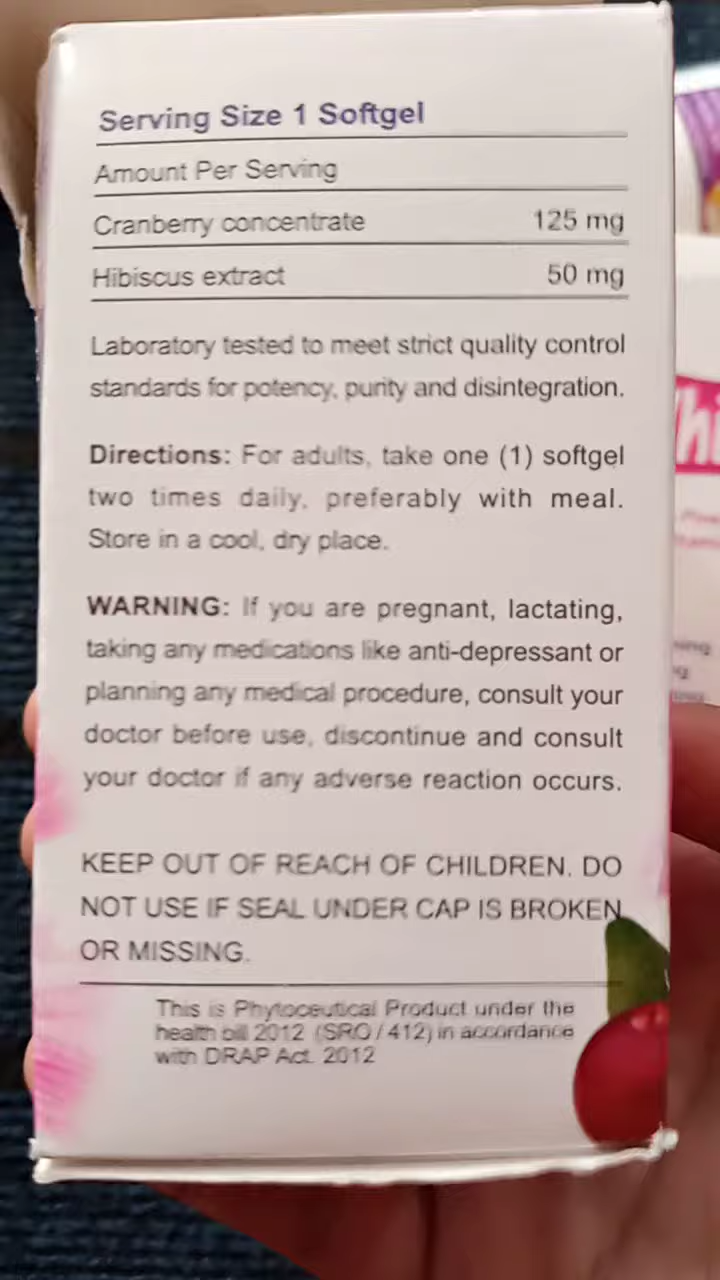 Serving Size 1 Softgel
Amount Per Serving
Cranberry concentrate 125 mg
Hibiscus extract 50 mg
Laboratory tested to meet strict quality control
standards for potency, purity and disintegration.
Directions: For adults, take one (1) softgel
two times daily, preferably with meal.
Store in a cool, dry place.
WARNING: If you are pregnant, lactating,
taking any medications like anti-depressant or
planning any medical procedure, consult your
doctor before use, discontinue and consult
your doctor if any adverse reaction occurs.
KEEP OUT OF REACH OF CHILDREN. DO
NOT USE IF SEAL UNDER CAP IS BROKEN
OR MISSING.
This is Phytoceutical Product under the
health bill 2012 (SRO / 412) in accordance
with DRAP Act. 2012